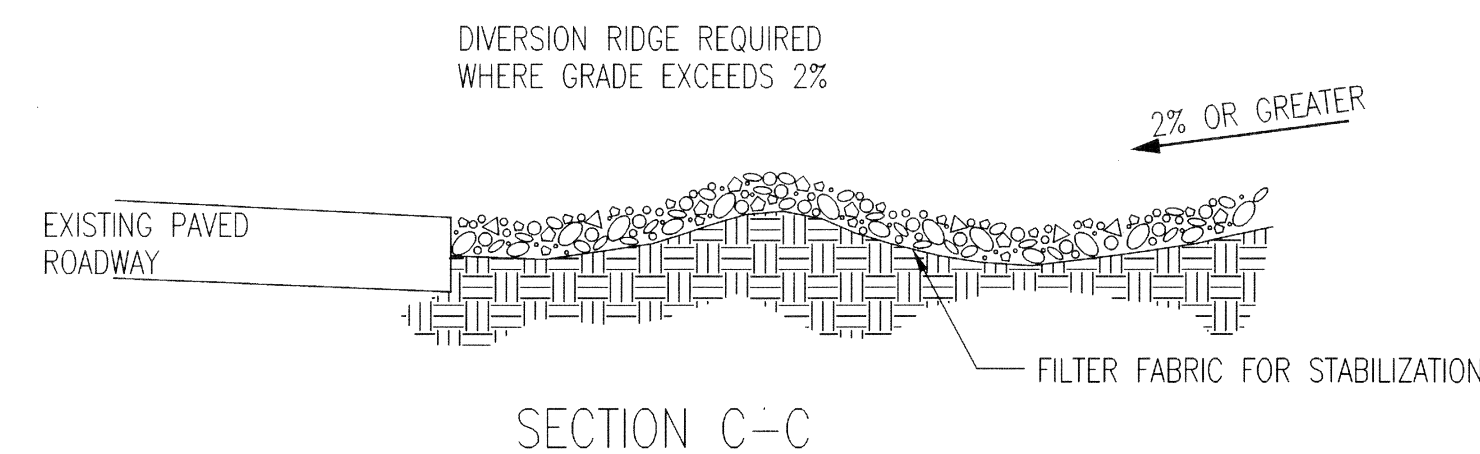 DIVERSION RIDGE REQUIRED
WHERE GRADE EXCEEDS 2%
2% OR GREATER
EXISTING PAVED
ROADWAY
FILTER FABRIC FOR STABILIZATION
SECTION C-C